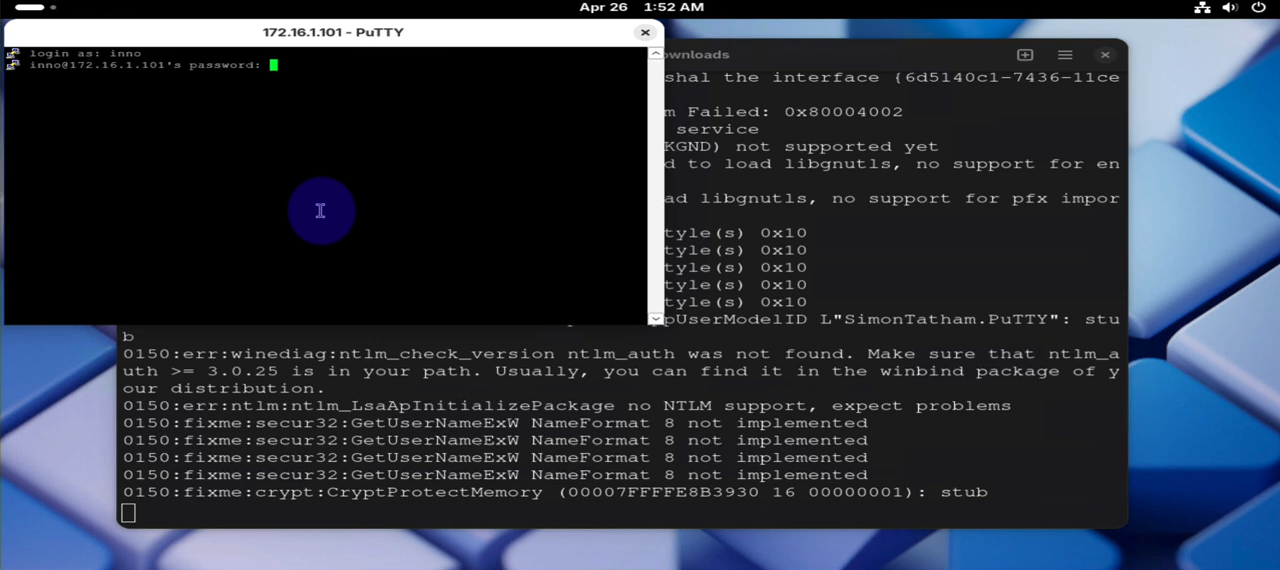 Apr 26 1:52 AM
172.16.1.101 - PuTTY
login as: inno
inno@172.16.1.101's password:
ownloads
shal the interface {6d5140c1-7436-11ce
m Failed: 0x80004002
service
KGND) not supported yet
d to load libgnutls, no support for en
ad libgnutls, no support for pfx impor
tyle(s) 0x10
tyle(s) 0x10
tyle(s) 0x10
tyle(s) 0x10
tyle(s) 0x10
ppUserModelID L"SimonTatham.PuTTY": stu
b
0150:err:winediag:ntlm_check_version ntlm_auth was not found. Make sure that ntlm_a
uth >= 3.0.25 is in your path. Usually, you can find it in the winbind package of y
our distribution.
0150:err:ntlm:ntlm_LsaApInitializePackage no NTLM support, expect problems
0150:fixme:secur32:GetUserNameExW NameFormat 8 not implemented
0150:fixme:secur32:GetUserNameExW NameFormat 8 not implemented
0150:fixme:secur32:GetUserNameExW NameFormat 8 not implemented
0150:fixme:secur32:GetUserNameExW NameFormat 8 not implemented
0150:fixme:crypt:CryptProtectMemory (00007FFFFE8B3930 16 00000001): stub